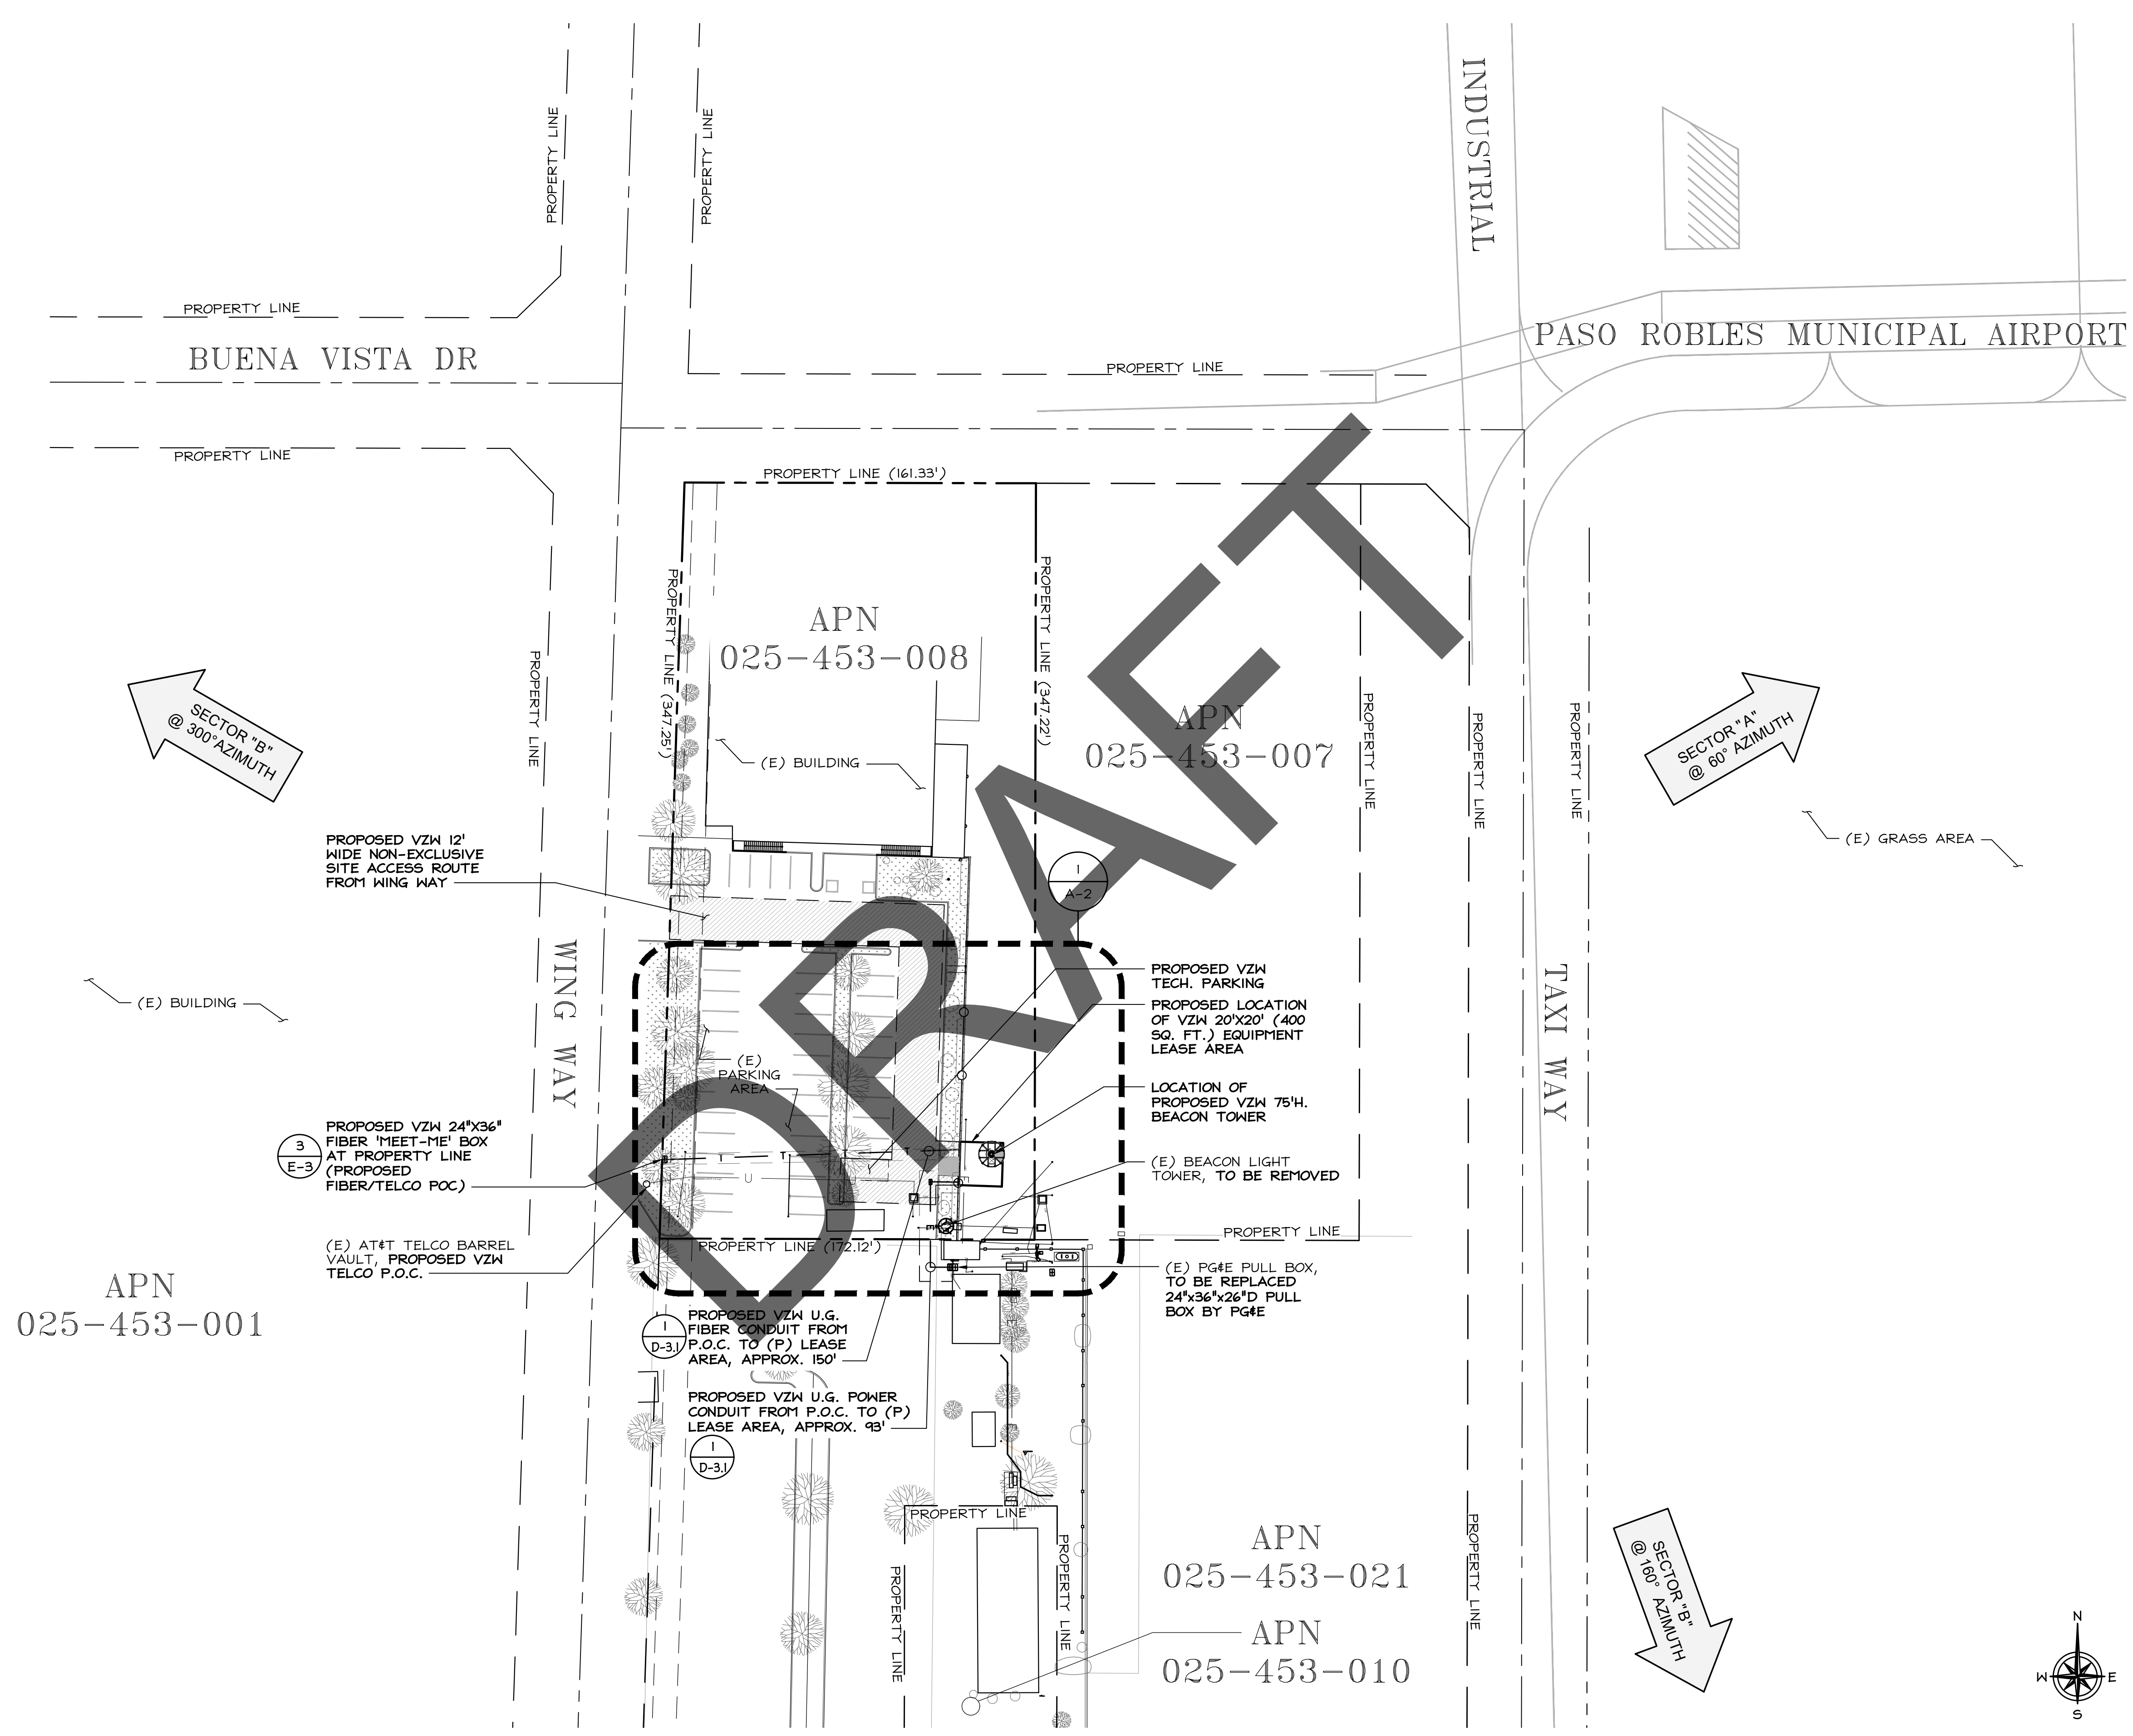 PROPERTY LINE
PROPERTY LINE
INDUSTRIAL
PROPERTY LINE
BUENA VISTA DR
PASO ROBLES MUNICIPAL AIRPORT
PROPERTY LINE
PROPERTY LINE
PROPERTY LINE (161.33')
PROPERTY LINE (347.25')
PROPERTY LINE (347.22')
APN
025-453-008
PROPERTY LINE
SECTOR "B"
@ 300°AZIMUTH
(E) BUILDING
APN
025-453-007
PROPERTY LINE
PROPERTY LINE
PROPERTY LINE
SECTOR "A"
@ 60° AZIMUTH
(E) GRASS AREA
PROPOSED VZW 12'
WIDE NON-EXCLUSIVE
SITE ACCESS ROUTE
FROM WING WAY
1
A-2
DRAFT
WING WAY
TAXI WAY
(E) BUILDING
PROPOSED VZW
TECH. PARKING
PROPOSED LOCATION
OF VZW 20'X20' (400
SQ. FT.) EQUIPMENT
LEASE AREA
(E)
PARKING
AREA
LOCATION OF
PROPOSED VZW 75'H.
BEACON TOWER
3
E-3
PROPOSED VZW 24"X36"
FIBER 'MEET-ME' BOX
AT PROPERTY LINE
(PROPOSED
FIBER/TELCO POC)
T
T
T
T
U
E
(E) BEACON LIGHT
TOWER, TO BE REMOVED
PROPERTY LINE
(E) AT&T TELCO BARREL
VAULT, PROPOSED VZW
TELCO P.O.C.
PROPERTY LINE (172.12')
(E) PG&E PULL BOX,
TO BE REPLACED
24"x36"x26"D PULL
BOX BY PG&E
APN
025-453-001
1
D-3.1
PROPOSED VZW U.G.
FIBER CONDUIT FROM
P.O.C. TO (P) LEASE
AREA, APPROX. 150'
PROPOSED VZW U.G. POWER
CONDUIT FROM P.O.C. TO (P)
LEASE AREA, APPROX. 93'
1
D-3.1
PROPERTY LINE
PROPERTY LINE
PROPERTY LINE
PROPERTY LINE
APN
025-453-021
APN
025-453-010
SECTOR "B"
@ 160° AZIMUTH
N
W
E
S